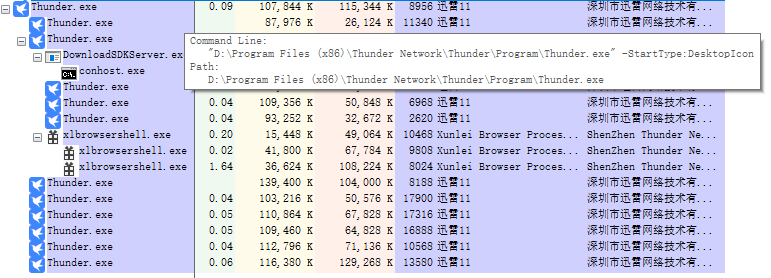 Thunder.exe 0.09 107,844 K 115,344 K 8956 迅雷11 深圳市迅雷网络技术有...
Thunder.exe 87,976 K 26,124 K 11340 迅雷11 深圳市迅雷网络技术有...
Thunder.exe
Command Line:
DownloadSDKServer.exe
"D:\Program Files (x86)\Thunder Network\Thunder\Program\Thunder.exe" -StartType:DesktopIcon
Path:
conhost.exe
D:\Program Files (x86)\Thunder Network\Thunder\Program\Thunder.exe
Thunder.exe
Thunder.exe 0.04 109,356 K 50,848 K 6968 迅雷11 深圳市迅雷网络技术有...
Thunder.exe 0.04 93,252 K 32,672 K 2620 迅雷11 深圳市迅雷网络技术有...
xlbrowsershell.exe 0.20 15,448 K 49,064 K 10468 Xunlei Browser Proces... ShenZhen Thunder Ne...
xlbrowsershell.exe 0.02 41,800 K 67,784 K 9808 Xunlei Browser Proces... ShenZhen Thunder Ne...
xlbrowsershell.exe 1.64 36,624 K 108,224 K 8024 Xunlei Browser Proces... ShenZhen Thunder Ne...
Thunder.exe 139,400 K 104,000 K 8188 迅雷11 深圳市迅雷网络技术有...
Thunder.exe 0.04 103,216 K 50,576 K 17900 迅雷11 深圳市迅雷网络技术有...
Thunder.exe 0.05 110,864 K 67,828 K 17316 迅雷11 深圳市迅雷网络技术有...
Thunder.exe 0.05 109,460 K 64,828 K 16888 迅雷11 深圳市迅雷网络技术有...
Thunder.exe 0.04 112,796 K 71,136 K 10568 迅雷11 深圳市迅雷网络技术有...
Thunder.exe 0.06 116,380 K 129,268 K 13580 迅雷11 深圳市迅雷网络技术有...